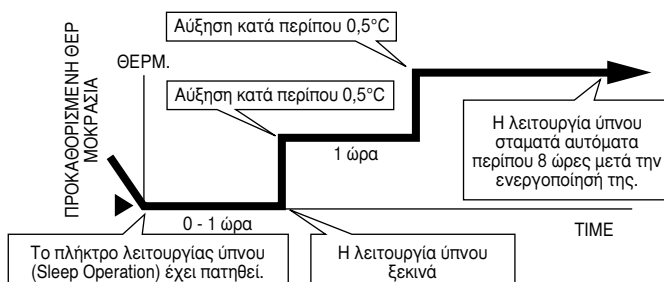 Αύξηση κατά περίπου 0,5°C
ΘΕΡΜ.
Αύξηση κατά περίπου 0,5°C
ΠΡΟΚΑΘΟΡΙΣΜΕΝΗ ΘΕΡ
ΜΟΚΡΑΣΙΑ
Η λειτουργία ύπνου
σταματά αυτόματα
περίπου 8 ώρες μετά την
ενεργοποίησή της.
1 ώρα
0 - 1 ώρα
TIME
Το πλήκτρο λειτουργίας ύπνου
(Sleep Operation) έχει πατηθεί.
Η λειτουργία ύπνου
ξεκινά